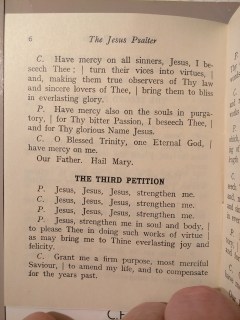 6 The Jesus Psalter
C. Have mercy on all sinners, Jesus, I be-
seech Thee; | turn their vices into virtues, |
and, making them true observers of Thy law
and sincere lovers of Thee, | bring them to bliss
in everlasting glory.
P. Have mercy also on the souls in purga-
tory, | for Thy bitter Passion, I beseech Thee, |
and for Thy glorious Name Jesus.
C. O Blessed Trinity, one Eternal God, |
have mercy on me.
Our Father. Hail Mary.
THE THIRD PETITION
P. Jesus, Jesus, Jesus, strengthen me.
C. Jesus, Jesus, Jesus, strengthen me.
P. Jesus, Jesus, Jesus, strengthen me.
P. Jesus, strengthen me in soul and body, |
to please Thee in doing such works of virtue |
as may bring me to Thine everlasting joy and
felicity.
C. Grant me a firm purpose, most merciful
Saviour, | to amend my life, and to compensate
for the years past.